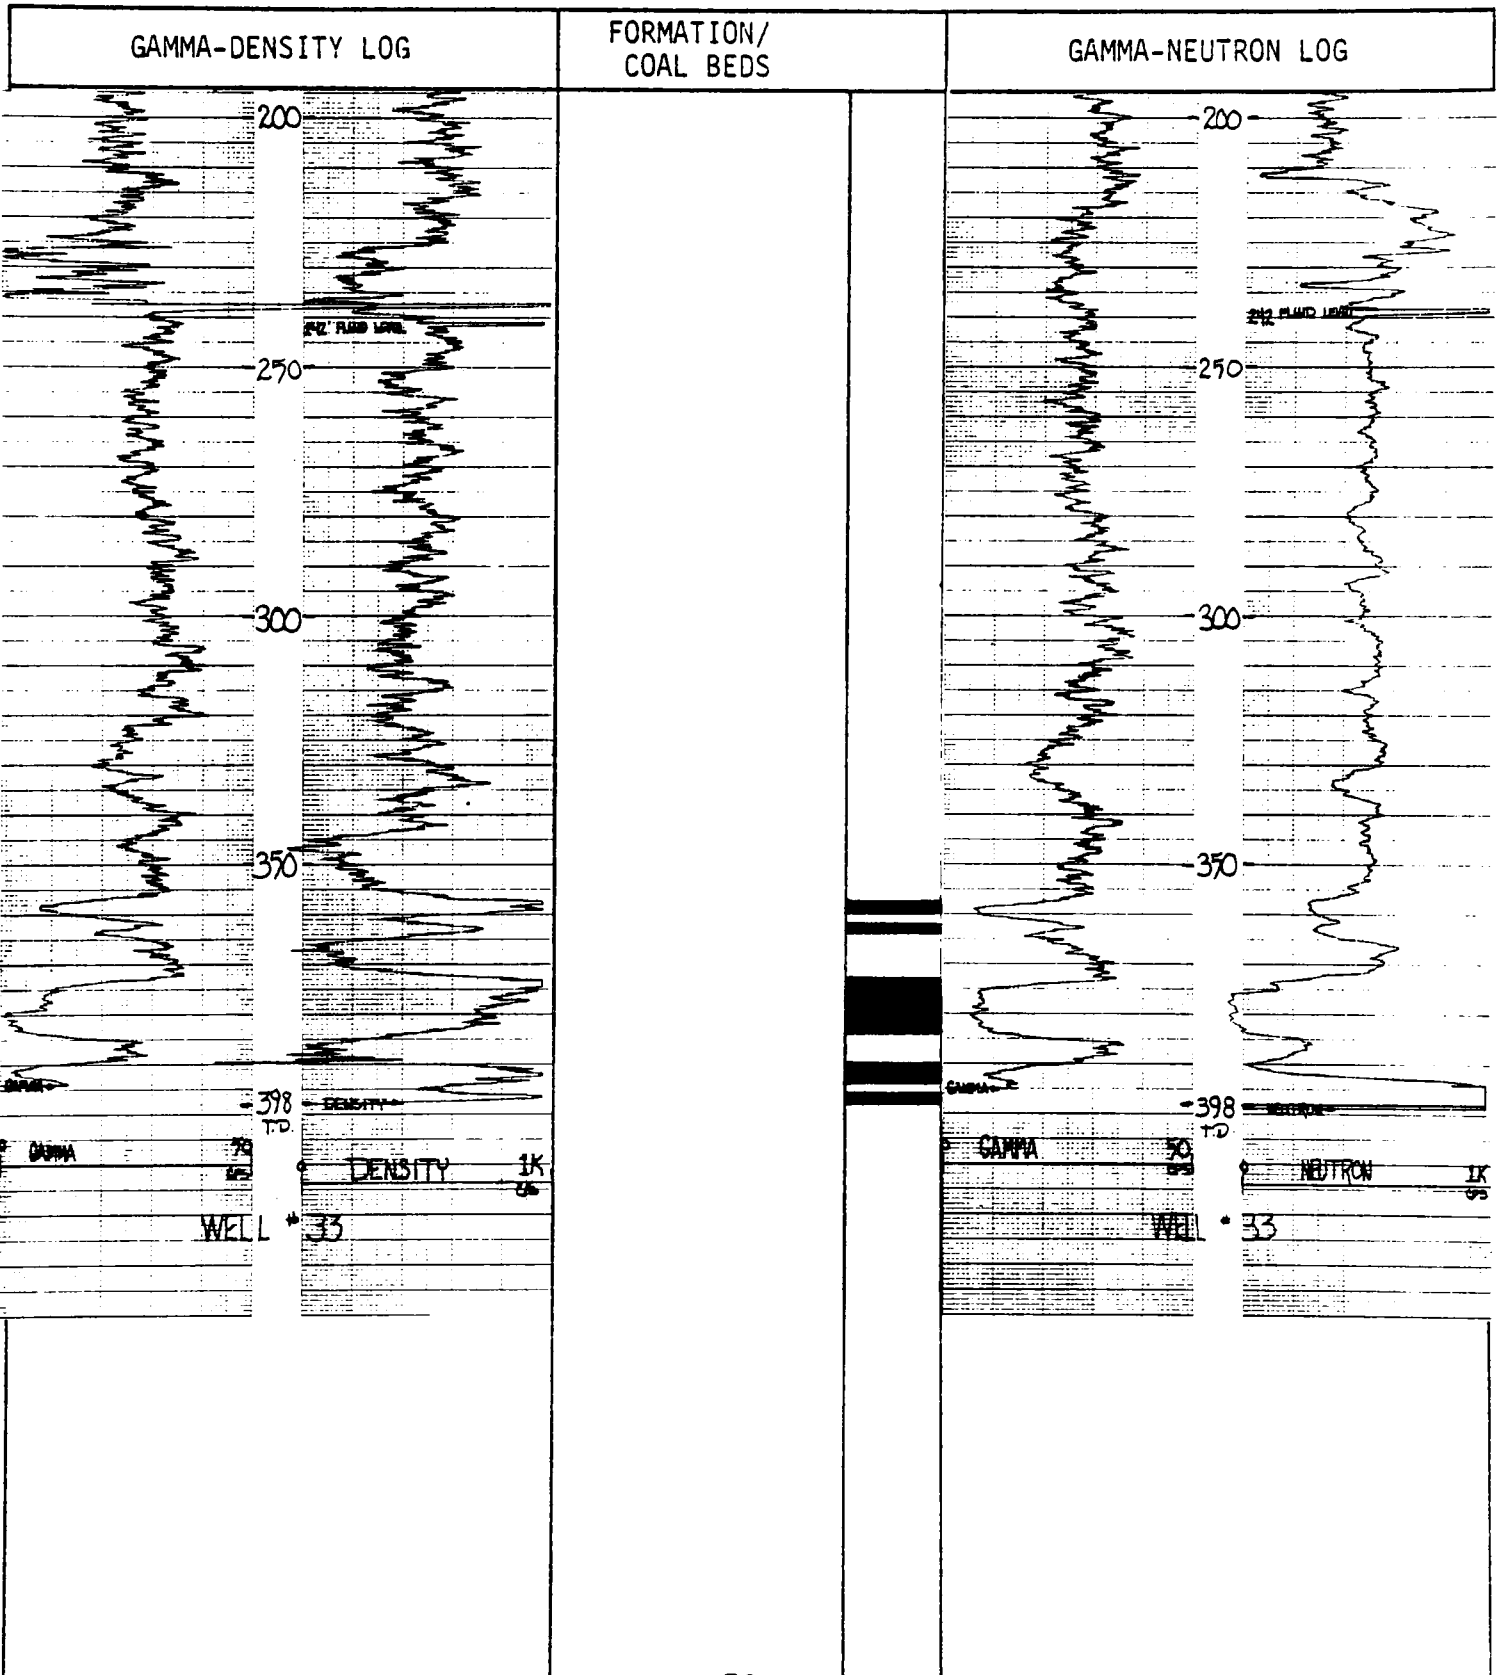 GAMMA-DENSITY LOG
FORMATION/
COAL BEDS
GAMMA-NEUTRON LOG
200
200
242' FLUID LEVEL
242 FLUID LEVEL
250
250
300
300
350
350
GAMMA
398
T.D.
DENSITY
GAMMA
398
T.D.
NEUTRON
GAMMA
50
CPS
DENSITY
1K
CPS
GAMMA
50
CPS
NEUTRON
1K
CPS
WELL # 33
WELL # 33